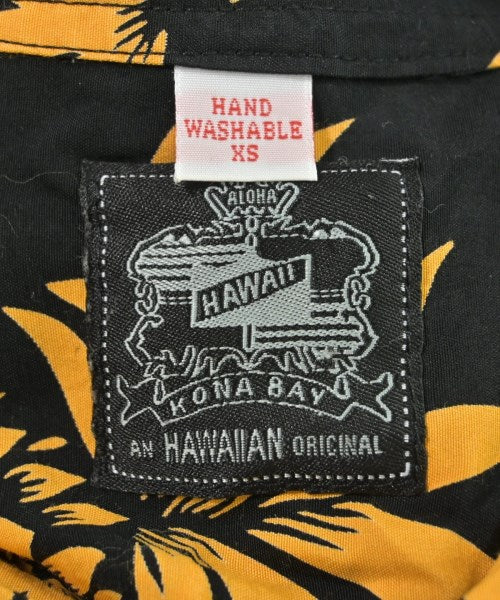 HAND
WASHABLE
XS
ALOHA
HAWAII
KONA BAY
AN HAWAIIAN ORIGINAL